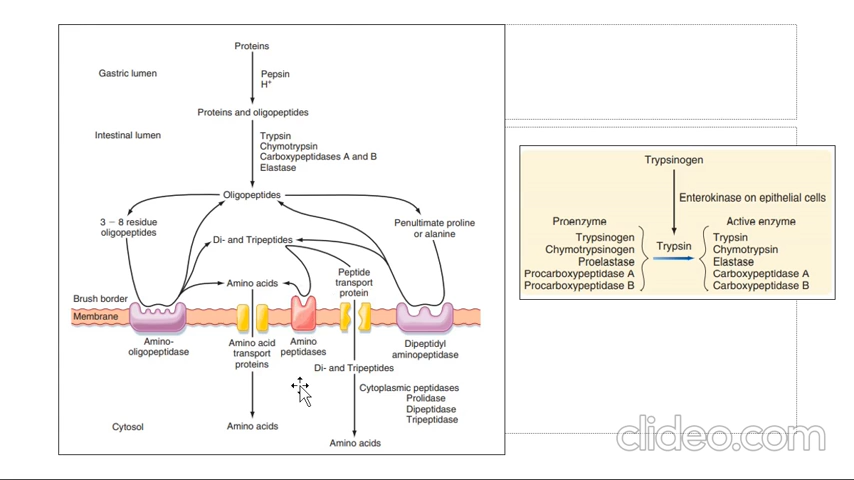 Proteins
Gastric lumen
Pepsin
H+
Proteins and oligopeptides
Intestinal lumen
Trypsin
Chymotrypsin
Carboxypeptidases A and B
Elastase
Oligopeptides
3 – 8 residue
oligopeptides
Penultimate proline
or alanine
Di- and Tripeptides
Peptide
transport
protein
Amino acids
Brush border
Membrane
Amino-
oligopeptidase
Amino acid
transport
proteins
Amino
peptidases
Dipeptidyl
aminopeptidase
Di- and Tripeptides
Cytoplasmic peptidases
Prolidase
Dipeptidase
Tripeptidase
Cytosol
Amino acids
Amino acids
Trypsinogen
Enterokinase on epithelial cells
Proenzyme
Trypsinogen
Chymotrypsinogen
Proelastase
Procarboxypeptidase A
Procarboxypeptidase B
Trypsin
Active enzyme
Trypsin
Chymotrypsin
Elastase
Carboxypeptidase A
Carboxypeptidase B
clideo.com